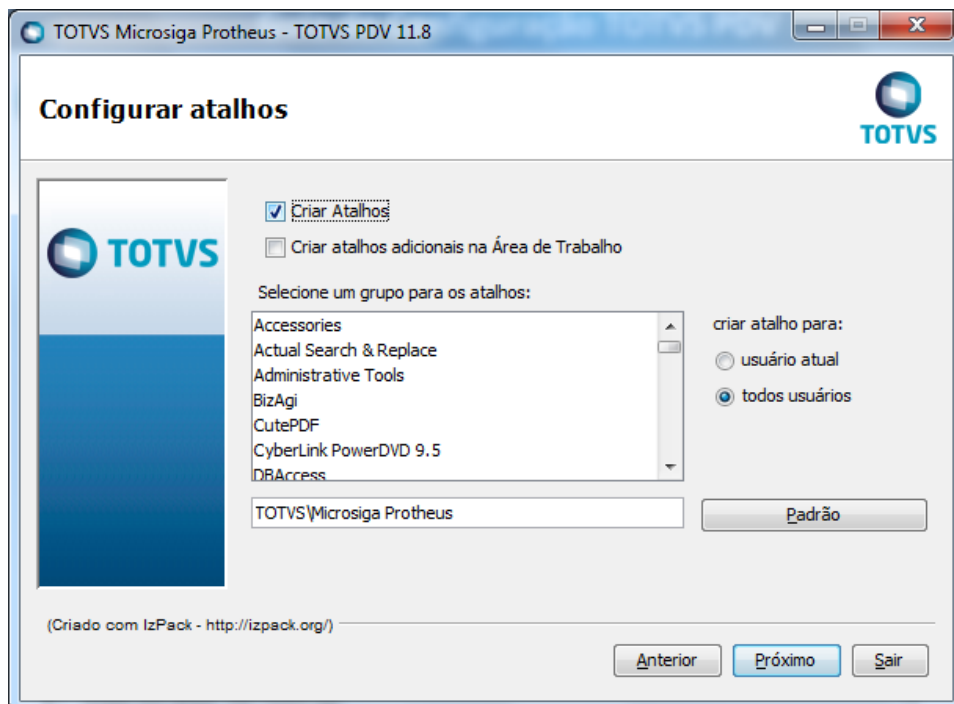 TOTVS Microsiga Protheus - TOTVS PDV 11.8
Configurar atalhos
TOTVS
TOTVS
Criar Atalhos
Criar atalhos adicionais na Área de Trabalho
Selecione um grupo para os atalhos:
Accessories
Actual Search & Replace
Administrative Tools
BizAgi
CutePDF
CyberLink PowerDVD 9.5
DBAccess
criar atalho para:
usuário atual
todos usuários
TOTVS\Microsiga Protheus
Padrão
(Criado com IzPack - http://izpack.org/)
Anterior
Próximo
Sair